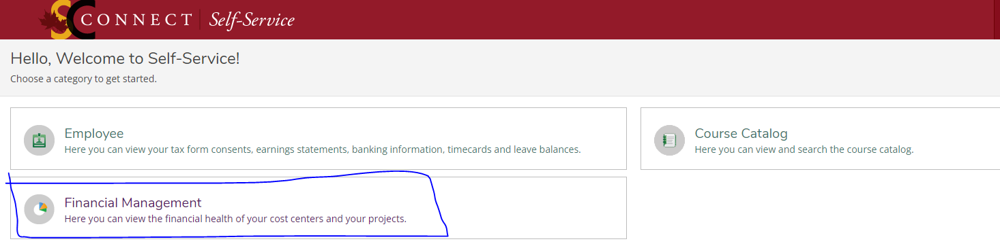 SC CONNECT | Self-Service
Hello, Welcome to Self-Service!
Choose a category to get started.
Employee
Here you can view your tax form consents, earnings statements, banking information, timecards and leave balances.
Course Catalog
Here you can view and search the course catalog.
Financial Management
Here you can view the financial health of your cost centers and your projects.